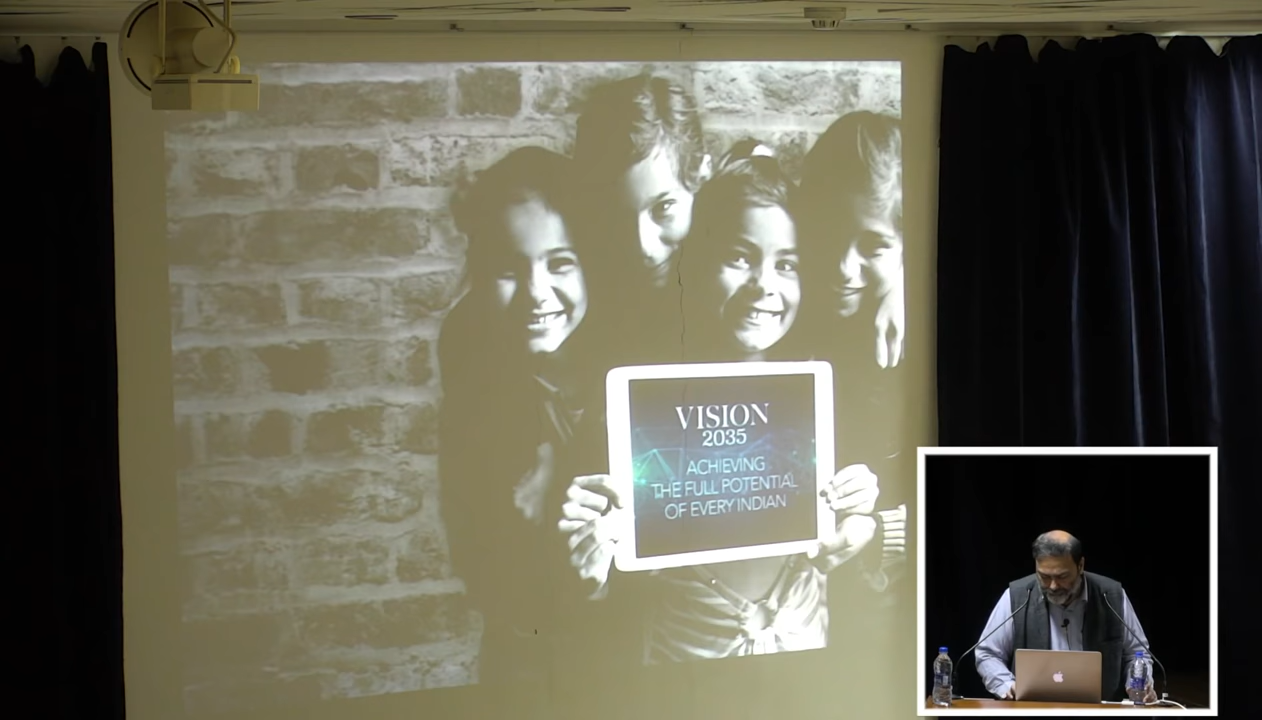 VISION
2035
ACHIEVING
THE FULL POTENTIAL
OF EVERY INDIAN